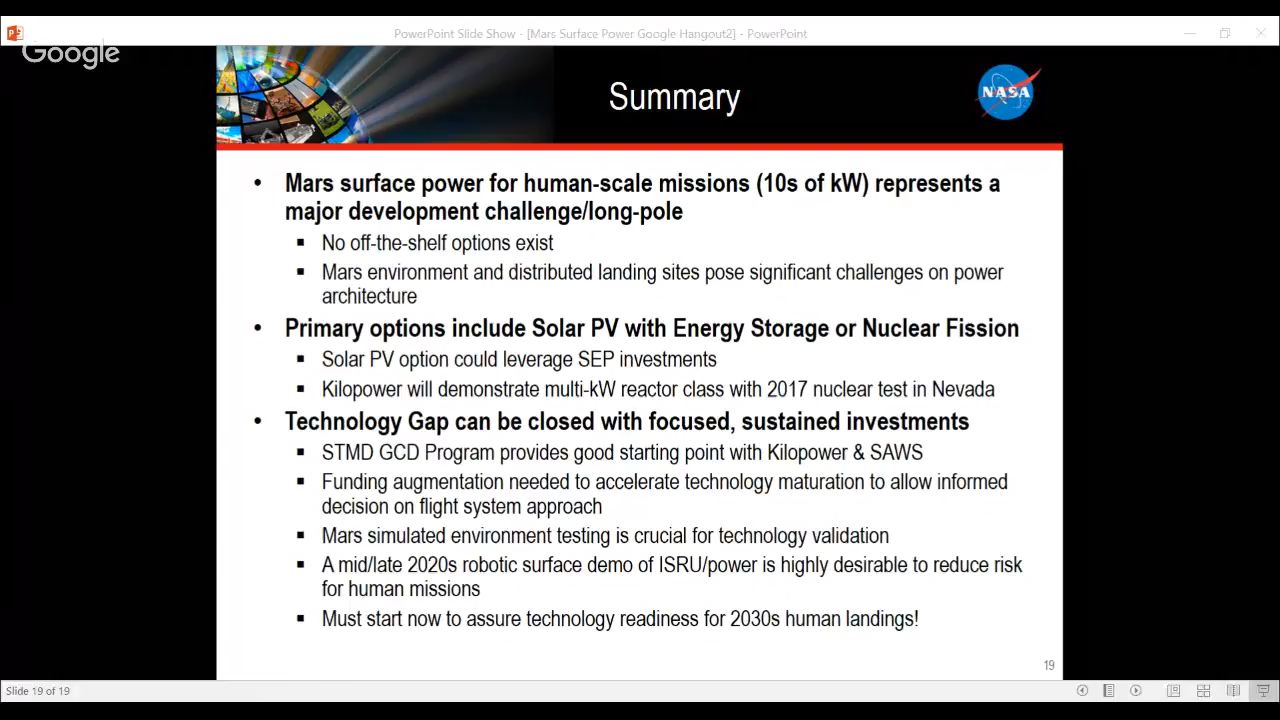 PowerPoint Slide Show - [Mars Surface Power Google Hangout2] - PowerPoint
Google
Summary
NASA
• Mars surface power for human-scale missions (10s of kW) represents a
major development challenge/long-pole
▪ No off-the-shelf options exist
▪ Mars environment and distributed landing sites pose significant challenges on power
architecture
• Primary options include Solar PV with Energy Storage or Nuclear Fission
▪ Solar PV option could leverage SEP investments
▪ Kilopower will demonstrate multi-kW reactor class with 2017 nuclear test in Nevada
• Technology Gap can be closed with focused, sustained investments
▪ STMD GCD Program provides good starting point with Kilopower & SAWS
▪ Funding augmentation needed to accelerate technology maturation to allow informed
decision on flight system approach
▪ Mars simulated environment testing is crucial for technology validation
▪ A mid/late 2020s robotic surface demo of ISRU/power is highly desirable to reduce risk
for human missions
▪ Must start now to assure technology readiness for 2030s human landings!
19
Slide 19 of 19